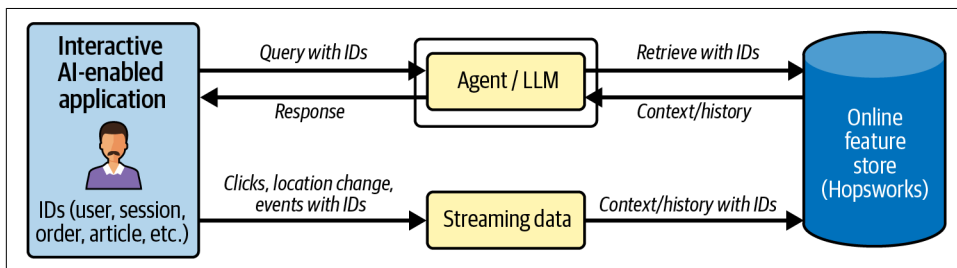 Interactive
AI-enabled
application
IDs (user, session,
order, article, etc.)
Query with IDs
Response
Agent / LLM
Retrieve with IDs
Context/history
Clicks, location change,
events with IDs
Streaming data
Context/history with IDs
Online
feature
store
(Hopsworks)